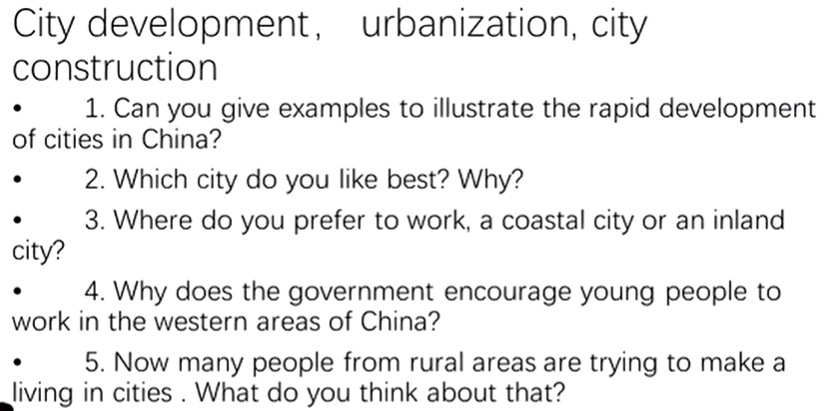 City development， urbanization, city
construction
• 1. Can you give examples to illustrate the rapid development
of cities in China?
• 2. Which city do you like best? Why?
• 3. Where do you prefer to work, a coastal city or an inland
city?
• 4. Why does the government encourage young people to
work in the western areas of China?
• 5. Now many people from rural areas are trying to make a
living in cities . What do you think about that?